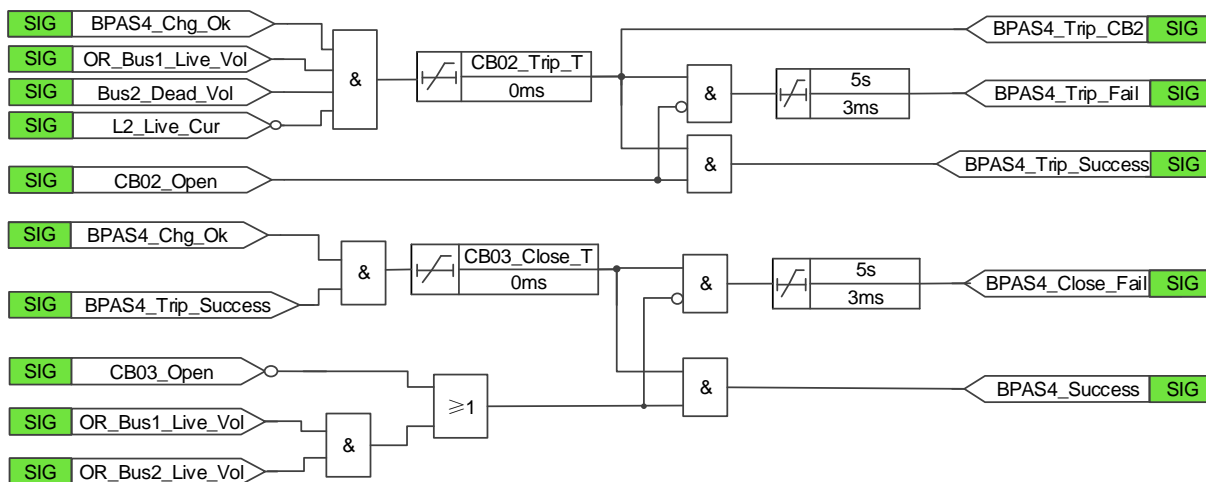 SIG BPAS4_Chg_Ok
BPAS4_Trip_CB2 SIG
SIG OR_Bus1_Live_Vol
& CB02_Trip_T
0ms
SIG Bus2_Dead_Vol
& 5s
3ms
BPAS4_Trip_Fail SIG
SIG L2_Live_Cur
SIG CB02_Open
& BPAS4_Trip_Success SIG
SIG BPAS4_Chg_Ok
& CB03_Close_T
0ms
& 5s
3ms
BPAS4_Close_Fail SIG
SIG BPAS4_Trip_Success
SIG CB03_Open
≥1
& BPAS4_Success SIG
SIG OR_Bus1_Live_Vol
&
SIG OR_Bus2_Live_Vol